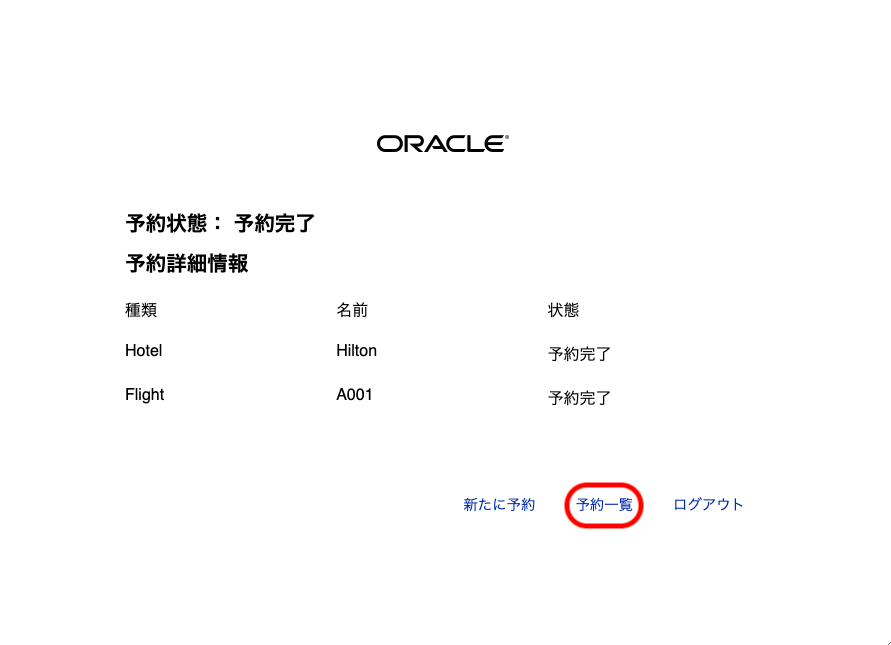 ORACLE®
予約状態： 予約完了
予約詳細情報
種類 名前 状態
Hotel Hilton 予約完了
Flight A001 予約完了
新たに予約 予約一覧 ログアウト